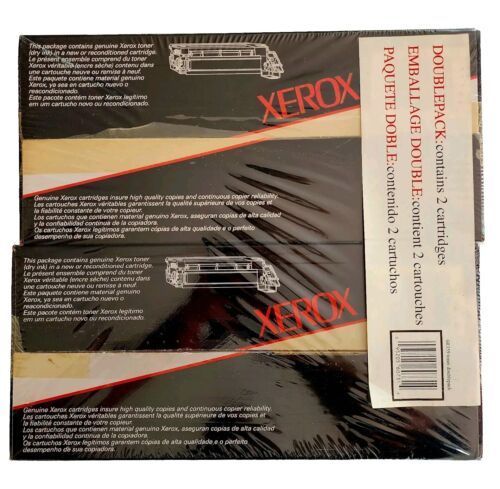 This package contains genuine Xerox toner
(dry ink) in a new or reconditioned cartridge.
Le présent ensemble comprend du toner
Xerox véritable (encre sèche) contenu dans
une cartouche neuve ou remise à neuf.
Este paquete contiene material genuino
Xerox, ya sea en cartucho nuevo o
reacondicionado.
Este pacote contém toner Xerox legítimo
em um cartucho novo ou recondicionado.
XEROX
Genuine Xerox cartridges insure high quality copies and continuous copier reliability.
Les cartouches Xerox véritables garantissent la qualité supérieure de vos copies et
la fiabilité constante de votre copieur.
Los cartuchos que contienen material genuino Xerox, aseguran copias de alta calidad
y la confiabilidad continua de la copiadora.
Os cartuchos Xerox legítimos garantem cópias de alta qualidade e o perfeito
desempenho de sua copiadora.
This package contains genuine Xerox toner
(dry ink) in a new or reconditioned cartridge.
Le présent ensemble comprend du toner
Xerox véritable (encre sèche) contenu dans
une cartouche neuve ou remise à neuf.
Este paquete contiene material genuino
Xerox, ya sea en cartucho nuevo o
reacondicionado.
Este pacote contém toner Xerox legítimo
em um cartucho novo ou recondicionado.
XEROX
Genuine Xerox cartridges insure high quality copies and continuous copier reliability.
Les cartouches Xerox véritables garantissent la qualité supérieure de vos copies et
la fiabilité constante de votre copieur.
Los cartuchos que contienen material genuino Xerox, aseguran copias de alta calidad
y la confiabilidad continua de la copiadora.
Os cartuchos Xerox legítimos garantem cópias de alta qualidade e o perfeito
desempenho de sua copiadora.
DOUBLEPACK:contains 2 cartridges
EMBALLAGE DOUBLE:contient 2 cartouches
PAQUETE DOBLE:contenido 2 cartuchos